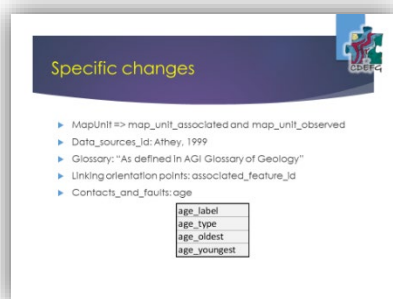 Specific changes
CDEFG
MapUnit => map_unit_associated and map_unit_observed
Data_sources_id: Athey, 1999
Glossary: “As defined in AGI Glossary of Geology”
Linking orientation points: associated_feature_id
Contacts_and_faults: age
age_label
age_type
age_oldest
age_youngest